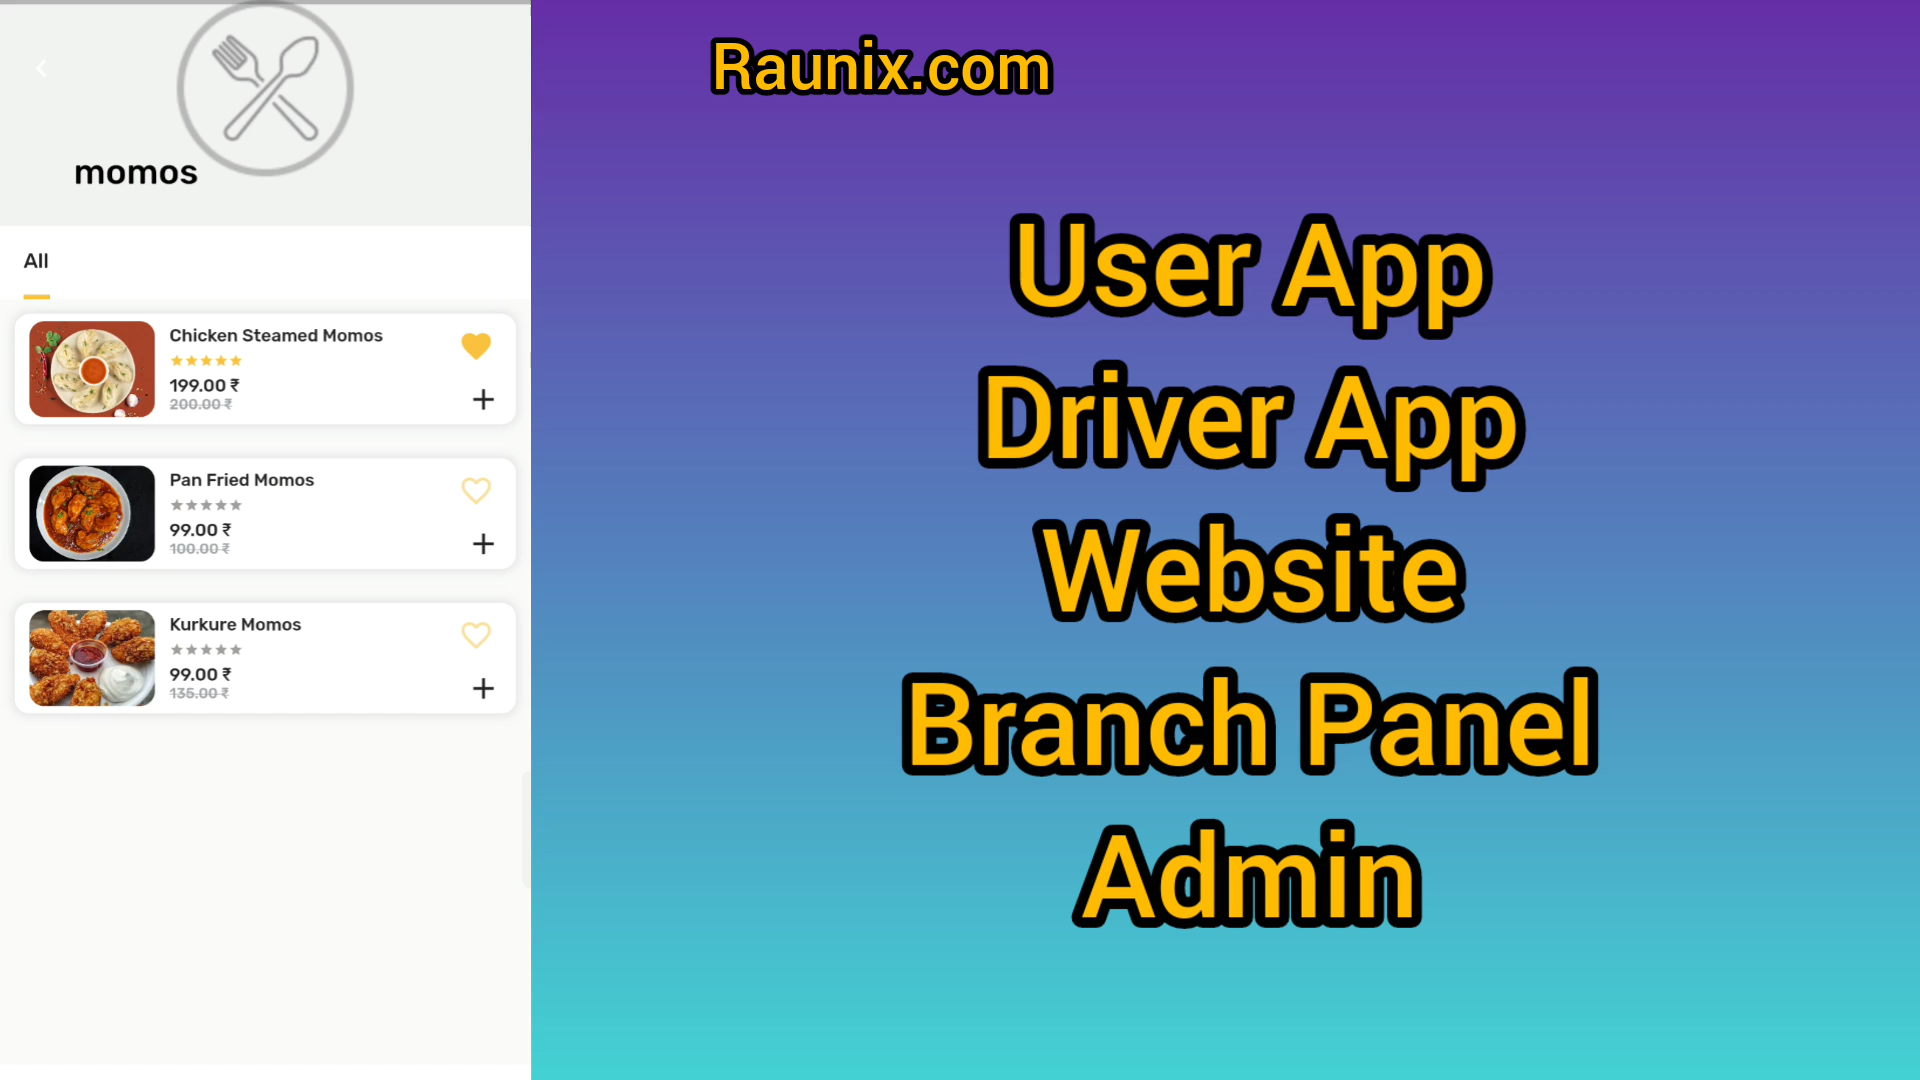 momos
All
Chicken Steamed Momos
199.00 ₹
200.00 ₹
Pan Fried Momos
99.00 ₹
100.00 ₹
Kurkure Momos
99.00 ₹
135.00 ₹
Raunix.com
User App
Driver App
Website
Branch Panel
Admin